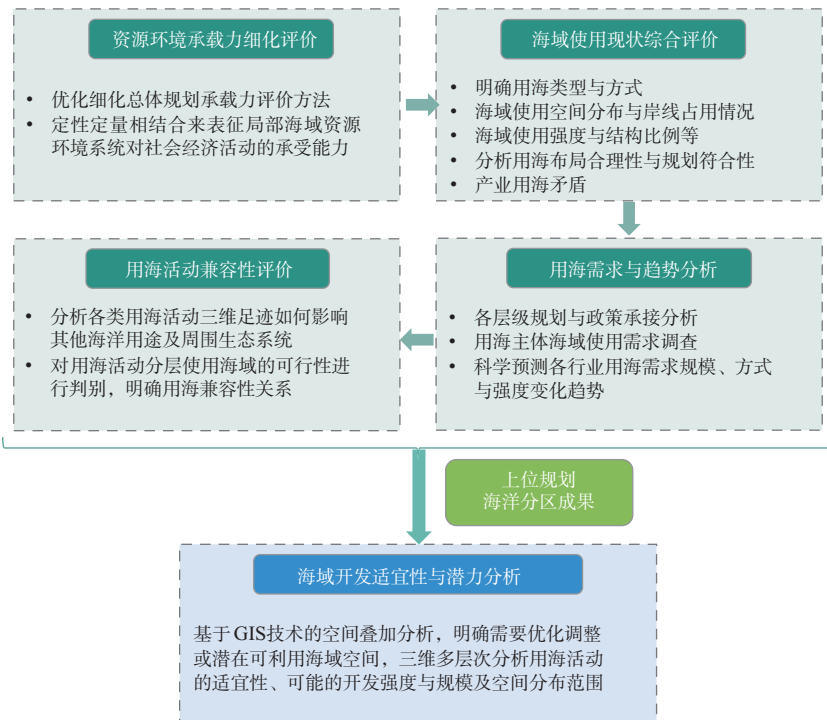 资源环境承载力细化评价
• 优化细化总体规划承载力评价方法
• 定性定量相结合来表征局部海域资源
环境系统对社会经济活动的承受能力
海域使用现状综合评价
• 明确用海类型与方式
• 海域使用空间分布与岸线占用情况
• 海域使用强度与结构比例等
• 分析用海布局合理性与规划符合性
• 产业用海矛盾
用海活动兼容性评价
• 分析各类用海活动三维足迹如何影响
其他海洋用途及周围生态系统
• 对用海活动分层使用海域的可行性进
行判别，明确用海兼容性关系
用海需求与趋势分析
• 各层级规划与政策承接分析
• 用海主体海域使用需求调查
• 科学预测各行业用海需求规模、方式
与强度变化趋势
上位规划
海洋分区成果
海域开发适宜性与潜力分析
基于GIS技术的空间叠加分析，明确需要优化调整
或潜在可利用海域空间，三维多层次分析用海活动
的适宜性、可能的开发强度与规模及空间分布范围